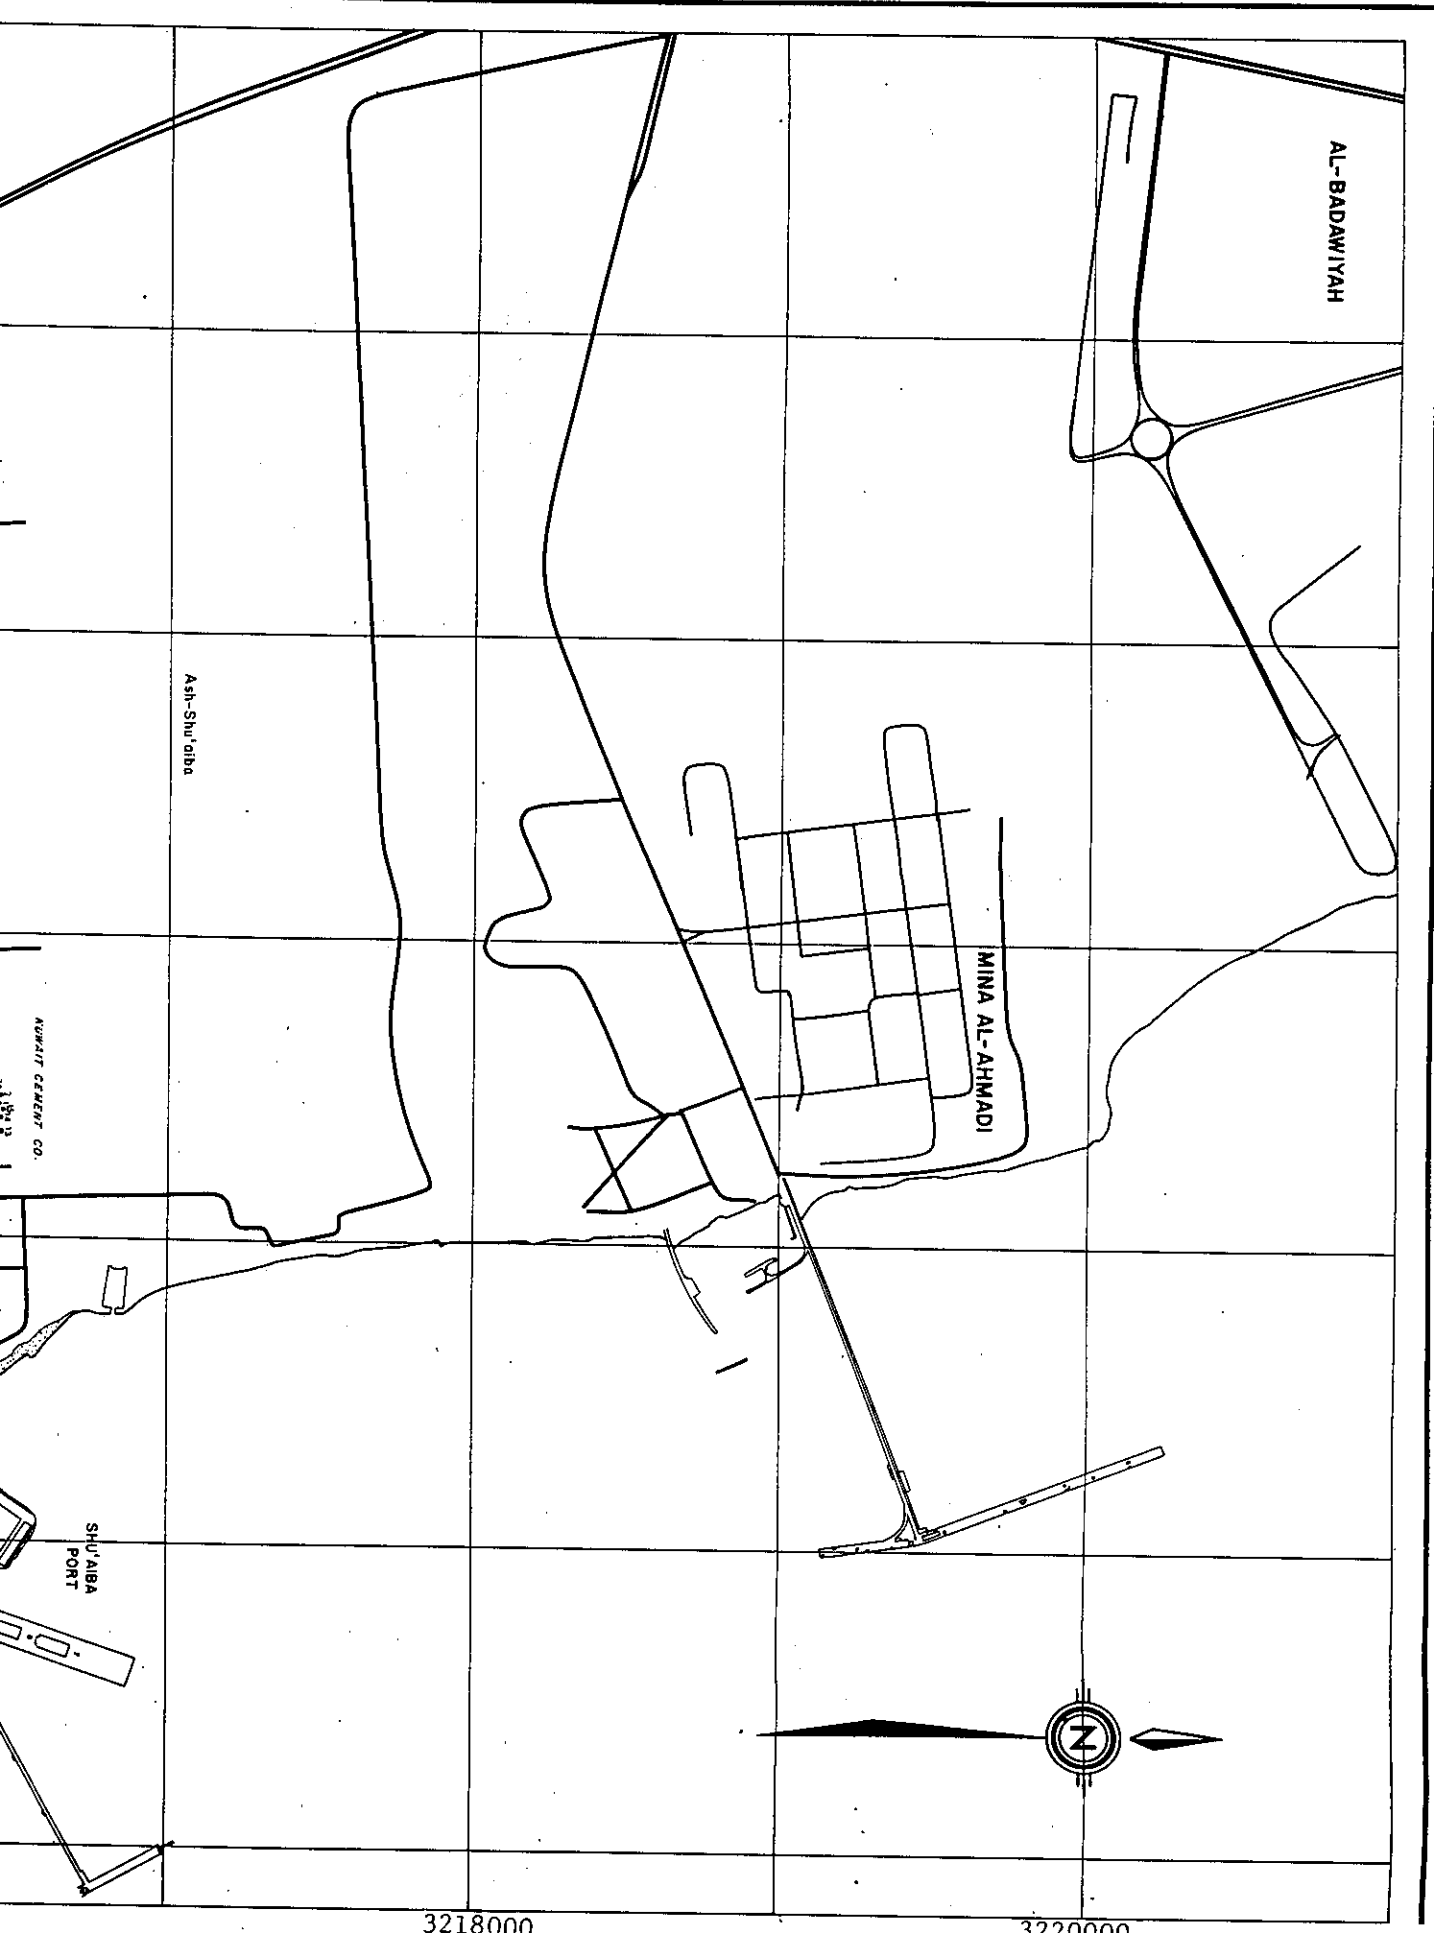 AL-BADAWIYAH
Ash-Shu'aiba
MINA AL-AHMADI
KUWAIT CEMENT CO.
SHU'AIBA
PORT
N
3218000
3220000